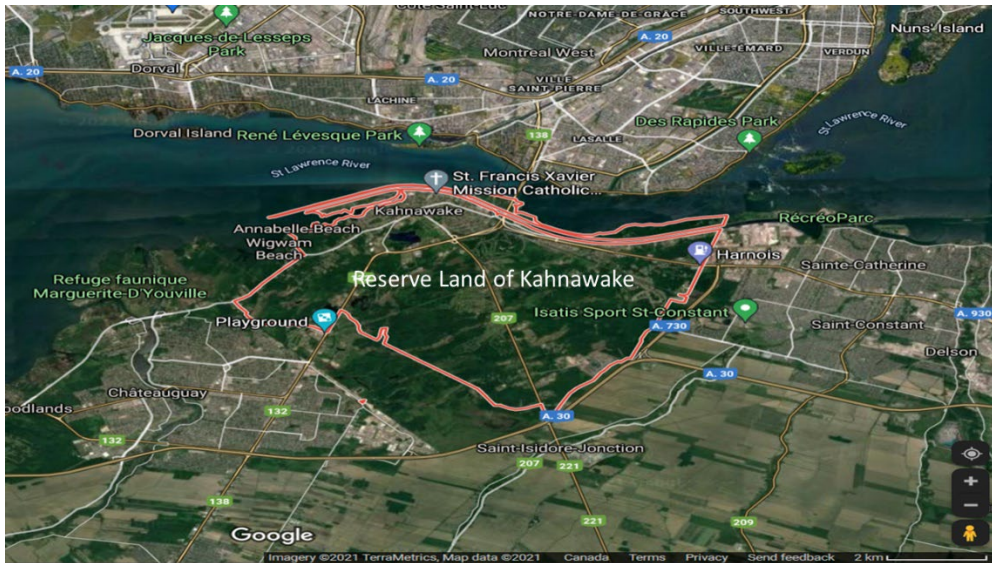 Côte Saint-Luc
NOTRE-DAME-DE-GRÂCE
SOUTHWEST
Nuns' Island
Jacques-de Lesseps
Park
A. 20
Montreal West
VILLE-ÉMARD
VERDUN
A. 20
Dorval
A. 20
VILLE
SAINT-PIERRE
LACHINE
Des Rapides Park
St Lawrence River
Dorval Island
René Lévesque Park
138
LASALLE
St Lawrence River
St. Francis Xavier
Mission Catholic...
Kahnawake
RécréoParc
Annabelle Beach
Wigwam
Beach
Harnois
Sainte-Catherine
Refuge faunique
Marguerite-D'Youville
Reserve Land of Kahnawake
Playground
207
Isatis Sport St-Constant
A. 930
A. 730
Saint-Constant
Delson
Châteauguay
A. 30
oodlands
132
A. 30
132
Saint-Isidore-Jonction
207
221
138
221
209
Google
Imagery ©2021 TerraMetrics, Map data ©2021
Canada
Terms
Privacy
Send feedback
2 km